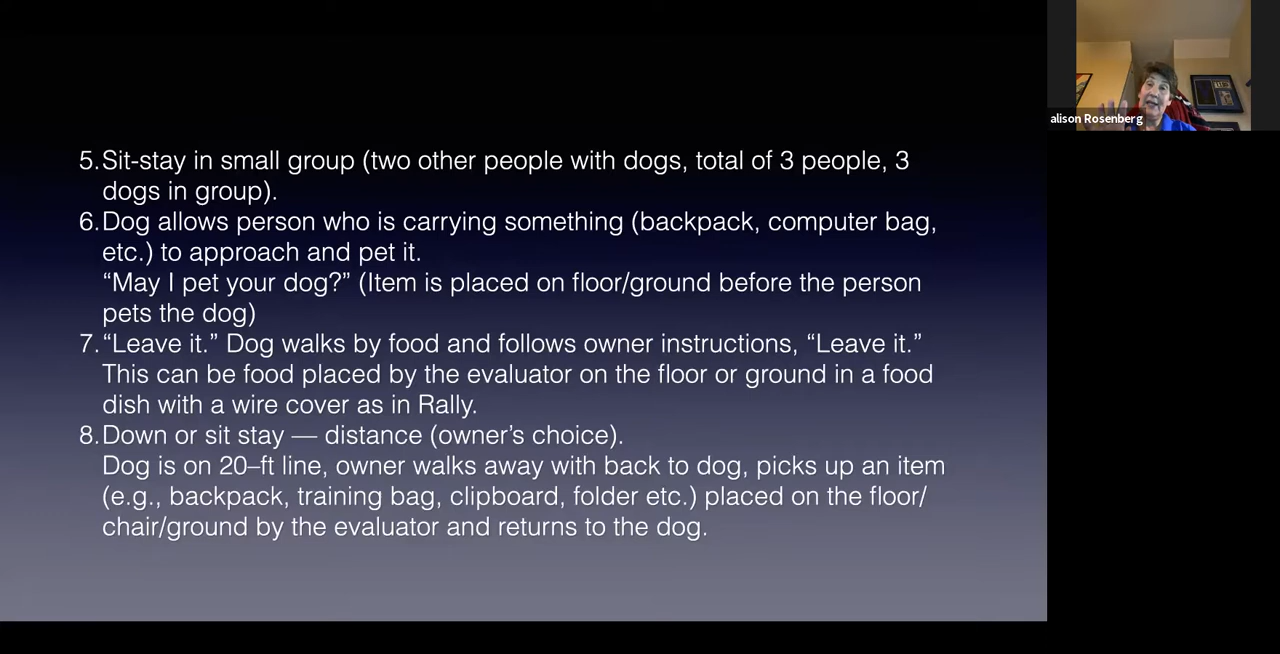 5. Sit-stay in small group (two other people with dogs, total of 3 people, 3
dogs in group).
6. Dog allows person who is carrying something (backpack, computer bag,
etc.) to approach and pet it.
“May I pet your dog?” (Item is placed on floor/ground before the person
pets the dog)
7. “Leave it.” Dog walks by food and follows owner instructions, “Leave it.”
This can be food placed by the evaluator on the floor or ground in a food
dish with a wire cover as in Rally.
8. Down or sit stay — distance (owner’s choice).
Dog is on 20–ft line, owner walks away with back to dog, picks up an item
(e.g., backpack, training bag, clipboard, folder etc.) placed on the floor/
chair/ground by the evaluator and returns to the dog.
alison Rosenberg